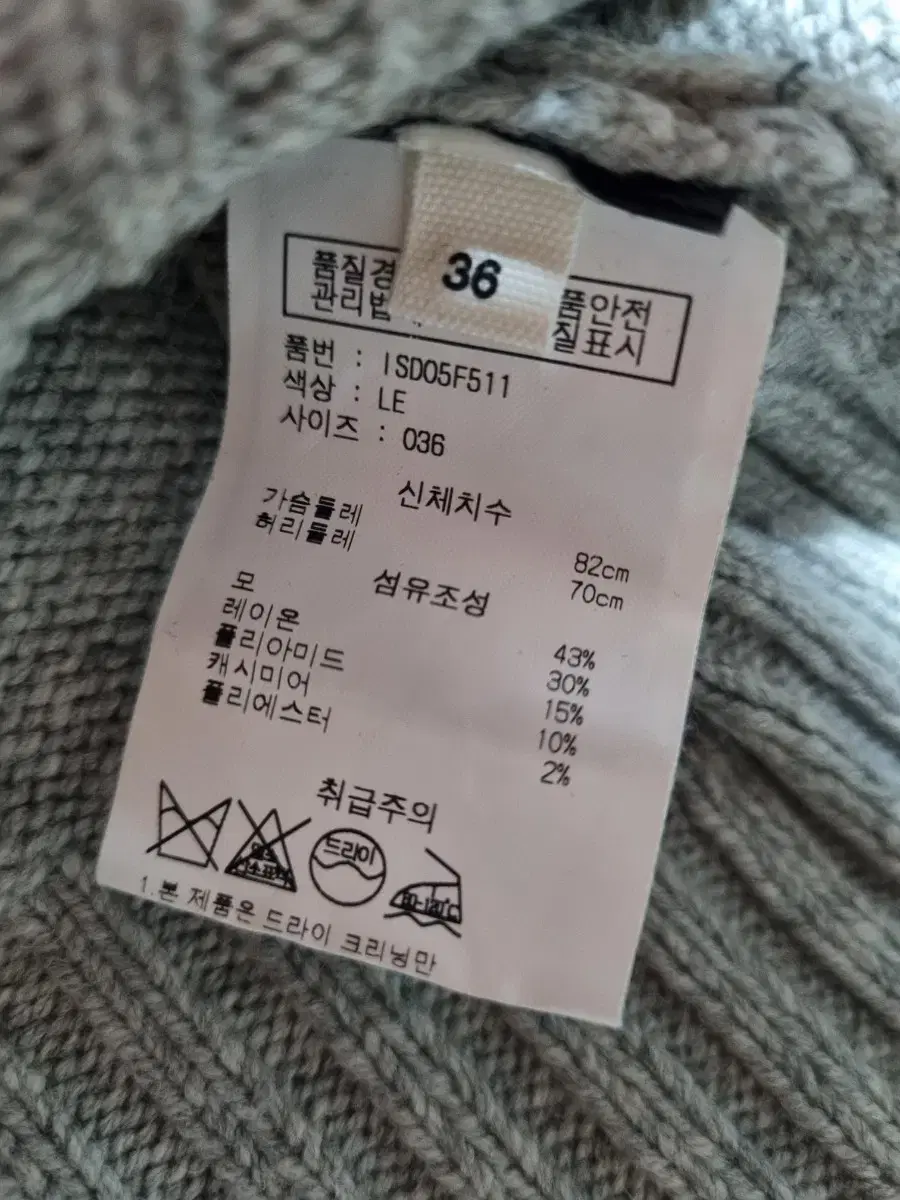 36
품질경 품안전
관리법 질표시
품번 : ISD05F511
색상 : LE
사이즈 : 036
신체치수
가슴둘레 82cm
허리둘레 70cm
섬유조성
모 43%
레이온 30%
폴리아미드 15%
캐시미어 10%
폴리에스터 2%
취급주의
드라이
80-120℃
1.본 제품은 드라이 크리닝만